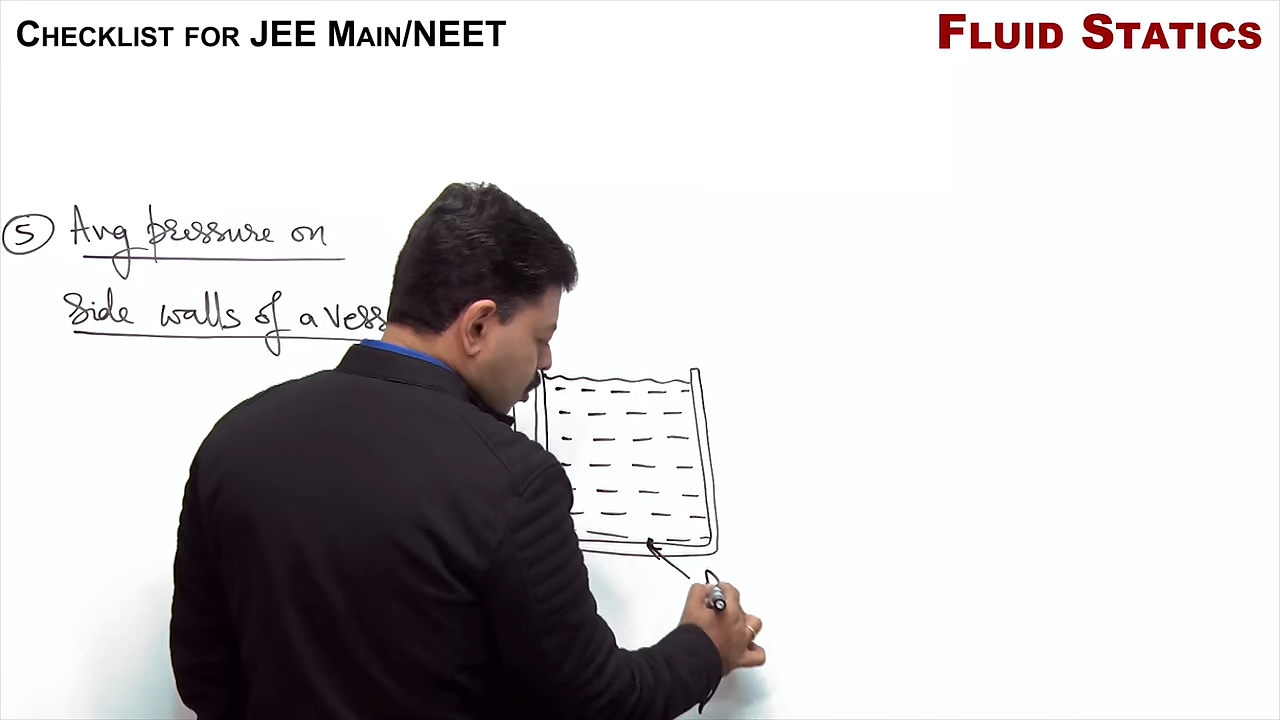 CHECKLIST FOR JEE MAIN/NEET
FLUID STATICS
5 Avg pressure on
Side walls of a Vess